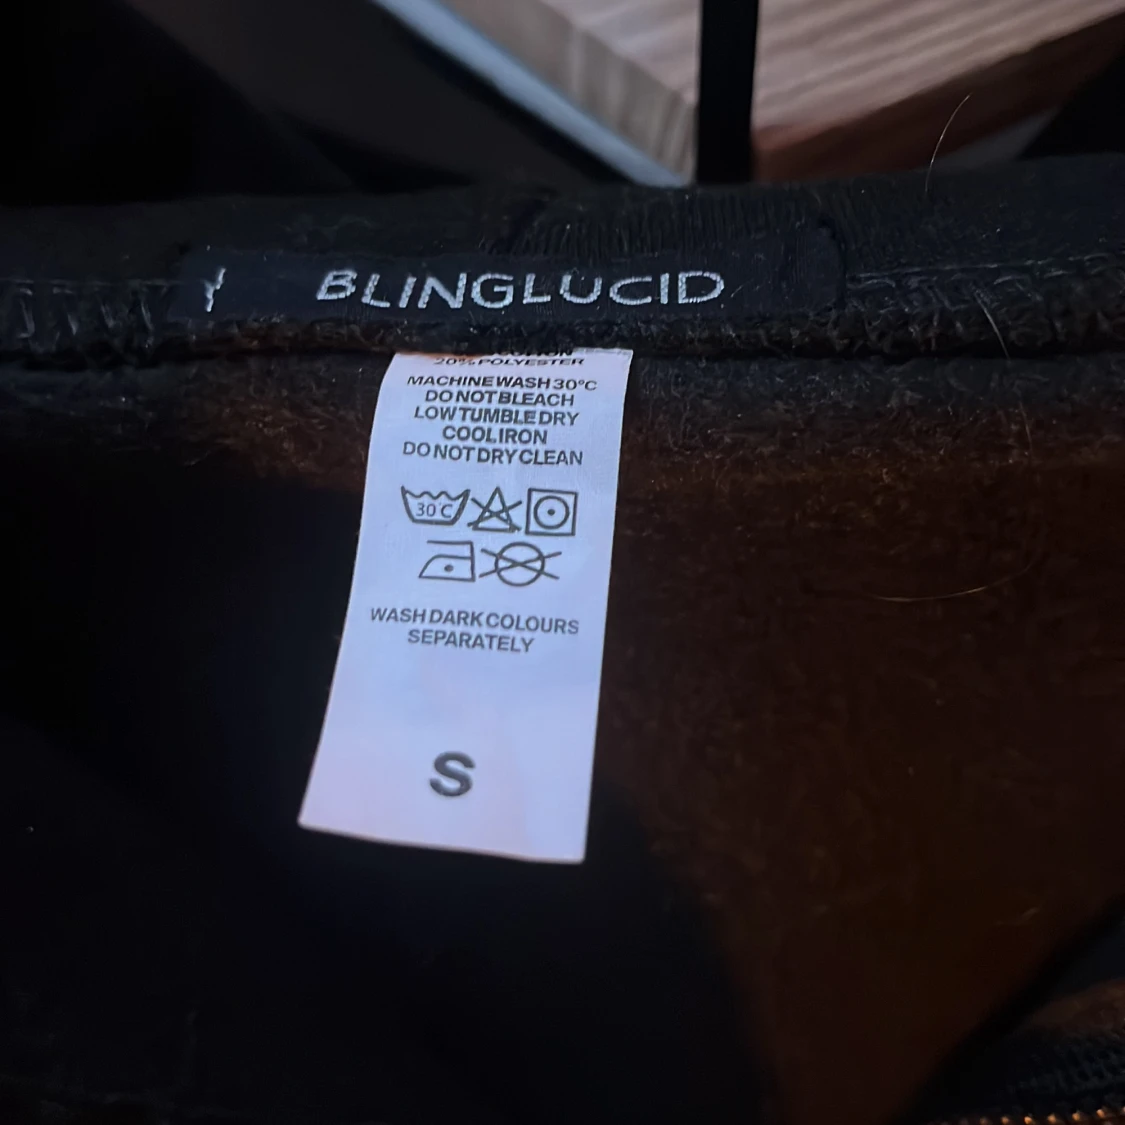 BLINGLUCID
20% POLYESTER
MACHINE WASH 30°C
DO NOT BLEACH
LOW TUMBLE DRY
COOL IRON
DO NOT DRY CLEAN
30°C
WASH DARK COLOURS
SEPARATELY
S